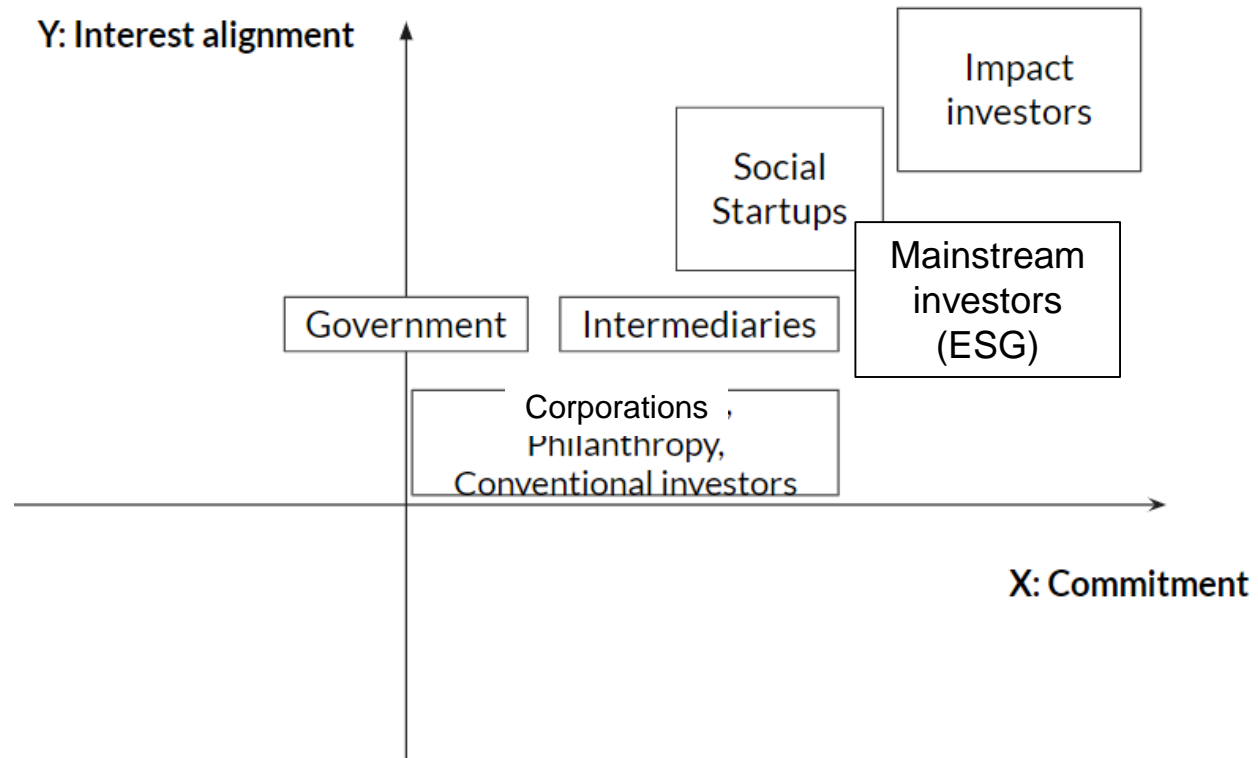 Y: Interest alignment
Impact
investors
Social
Startups
Mainstream
investors
(ESG)
Government
Intermediaries
Corporations ,
Philanthropy,
Conventional investors
X: Commitment